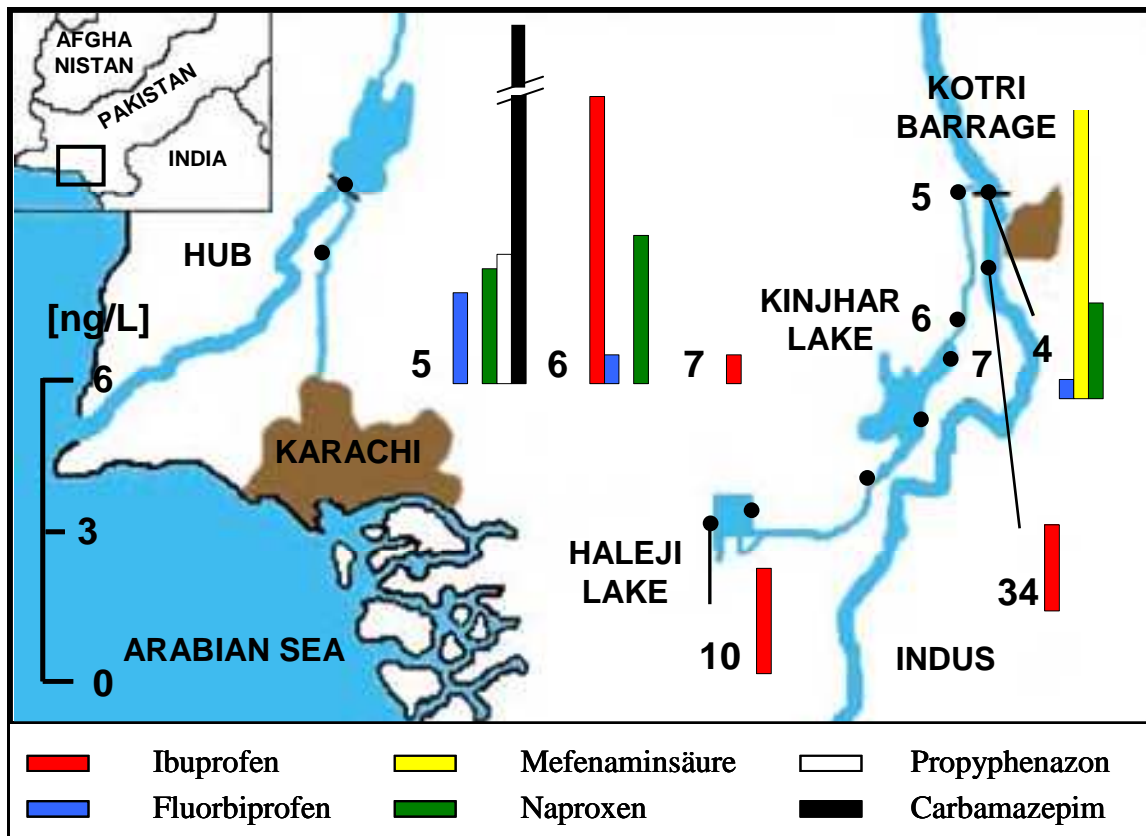 AFGHA
NISTAN
PAKISTAN
INDIA
HUB
[ng/L]
6
3
0
KARACHI
ARABIAN SEA
5
6
7
KOTRI
BARRAGE
5
KINJHAR
LAKE
6
7
4
HALEJI
LAKE
10
34
INDUS
Ibuprofen
Mefenaminsäure
Propyphenazon
Fluorbiprofen
Naproxen
Carbamazepim